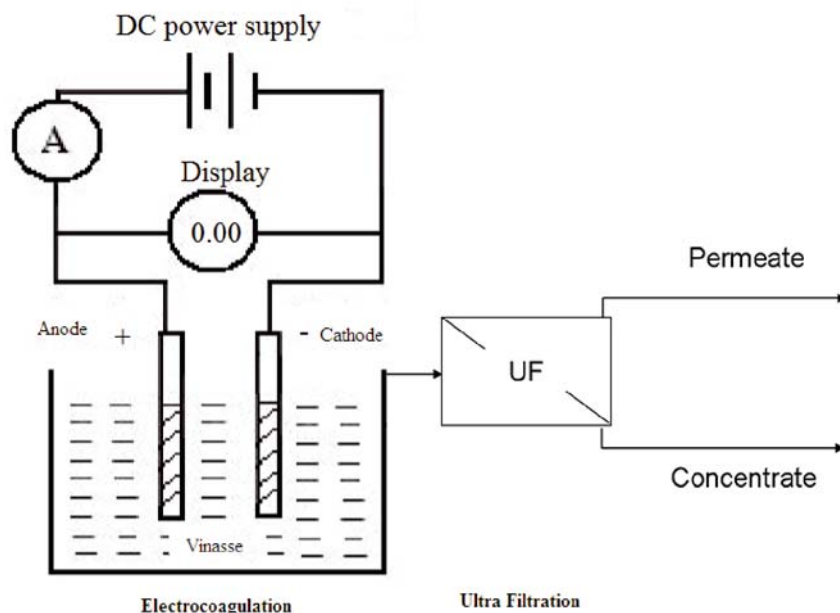 DC power supply
A
Display
0.00
Anode + - Cathode
Vinasse
Electrocoagulation
UF
Permeate
Concentrate
Ultra Filtration